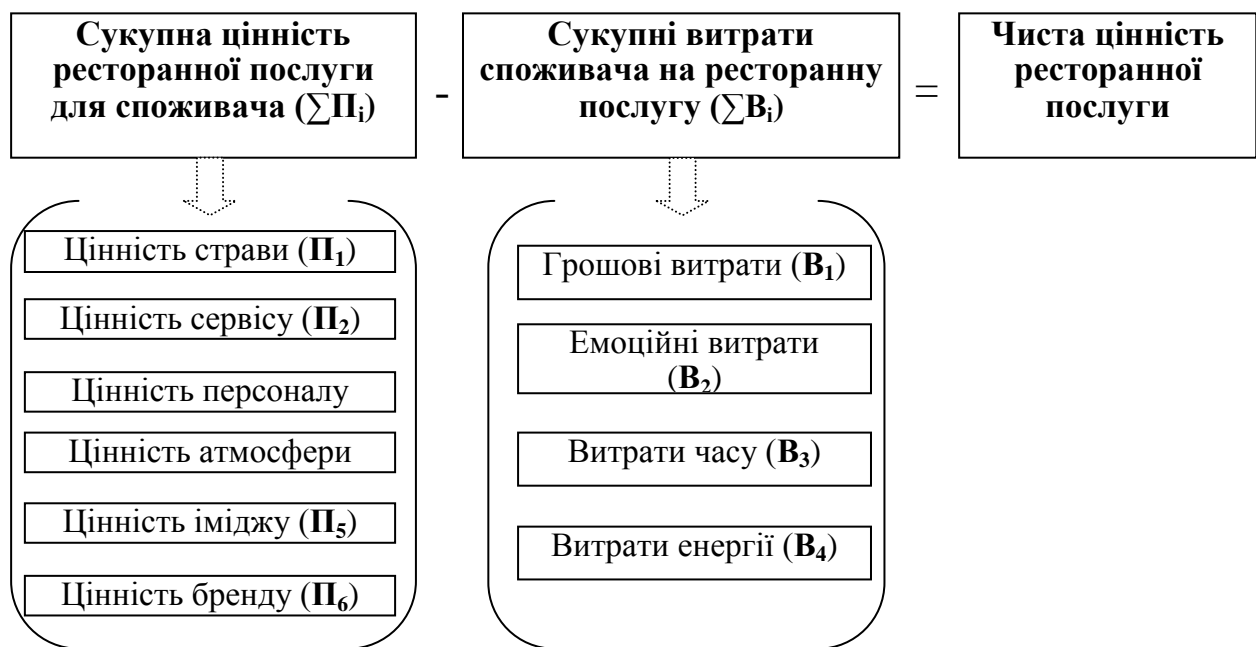 Сукупна цінність
ресторанної послуги
для споживача (∑Пᵢ)
-
Сукупні витрати
споживача на ресторанну
послугу (∑Вᵢ)
=
Чиста цінність
ресторанної
послуги
Цінність страви (П₁)
Цінність сервісу (П₂)
Цінність персоналу
Цінність атмосфери
Цінність іміджу (П₅)
Цінність бренду (П₆)
Грошові витрати (В₁)
Емоційні витрати
(В₂)
Витрати часу (В₃)
Витрати енергії (В₄)